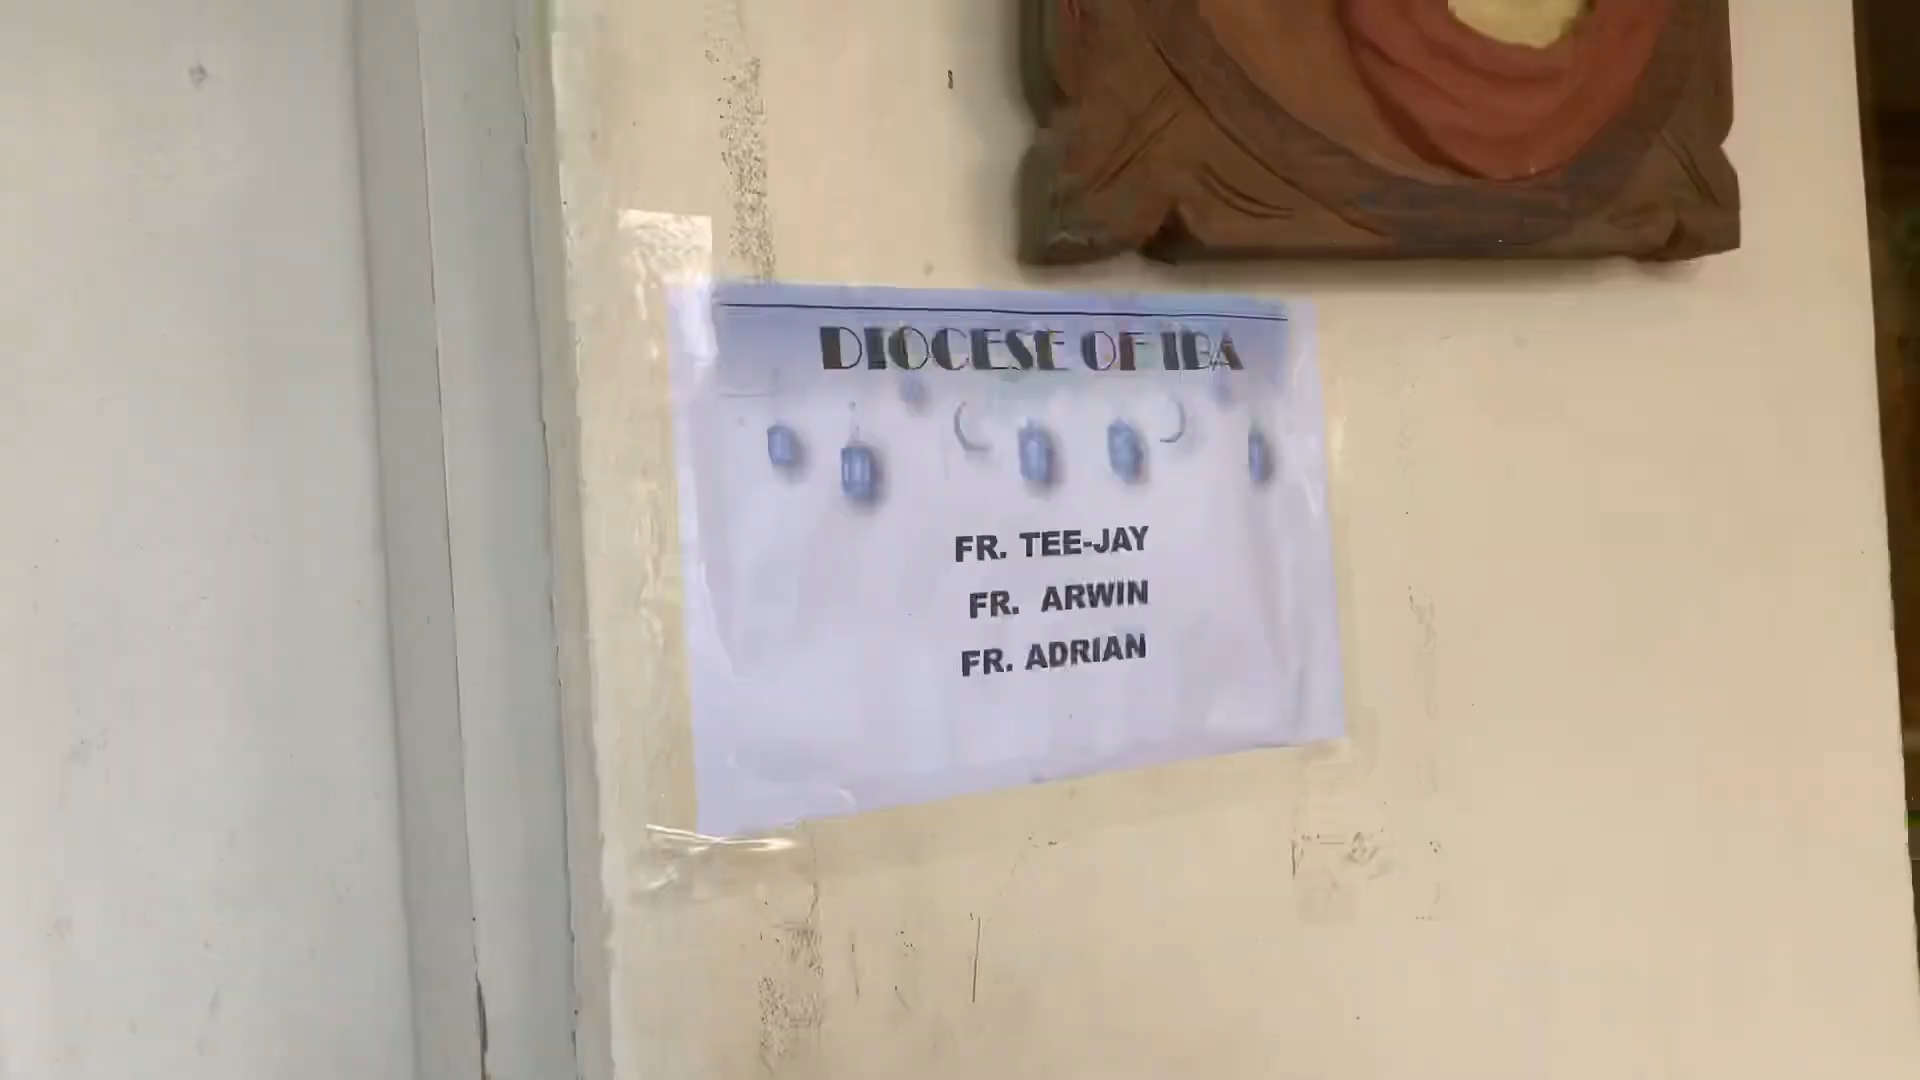 DIOCESE OF IBA
FR. TEE-JAY
FR. ARWIN
FR. ADRIAN